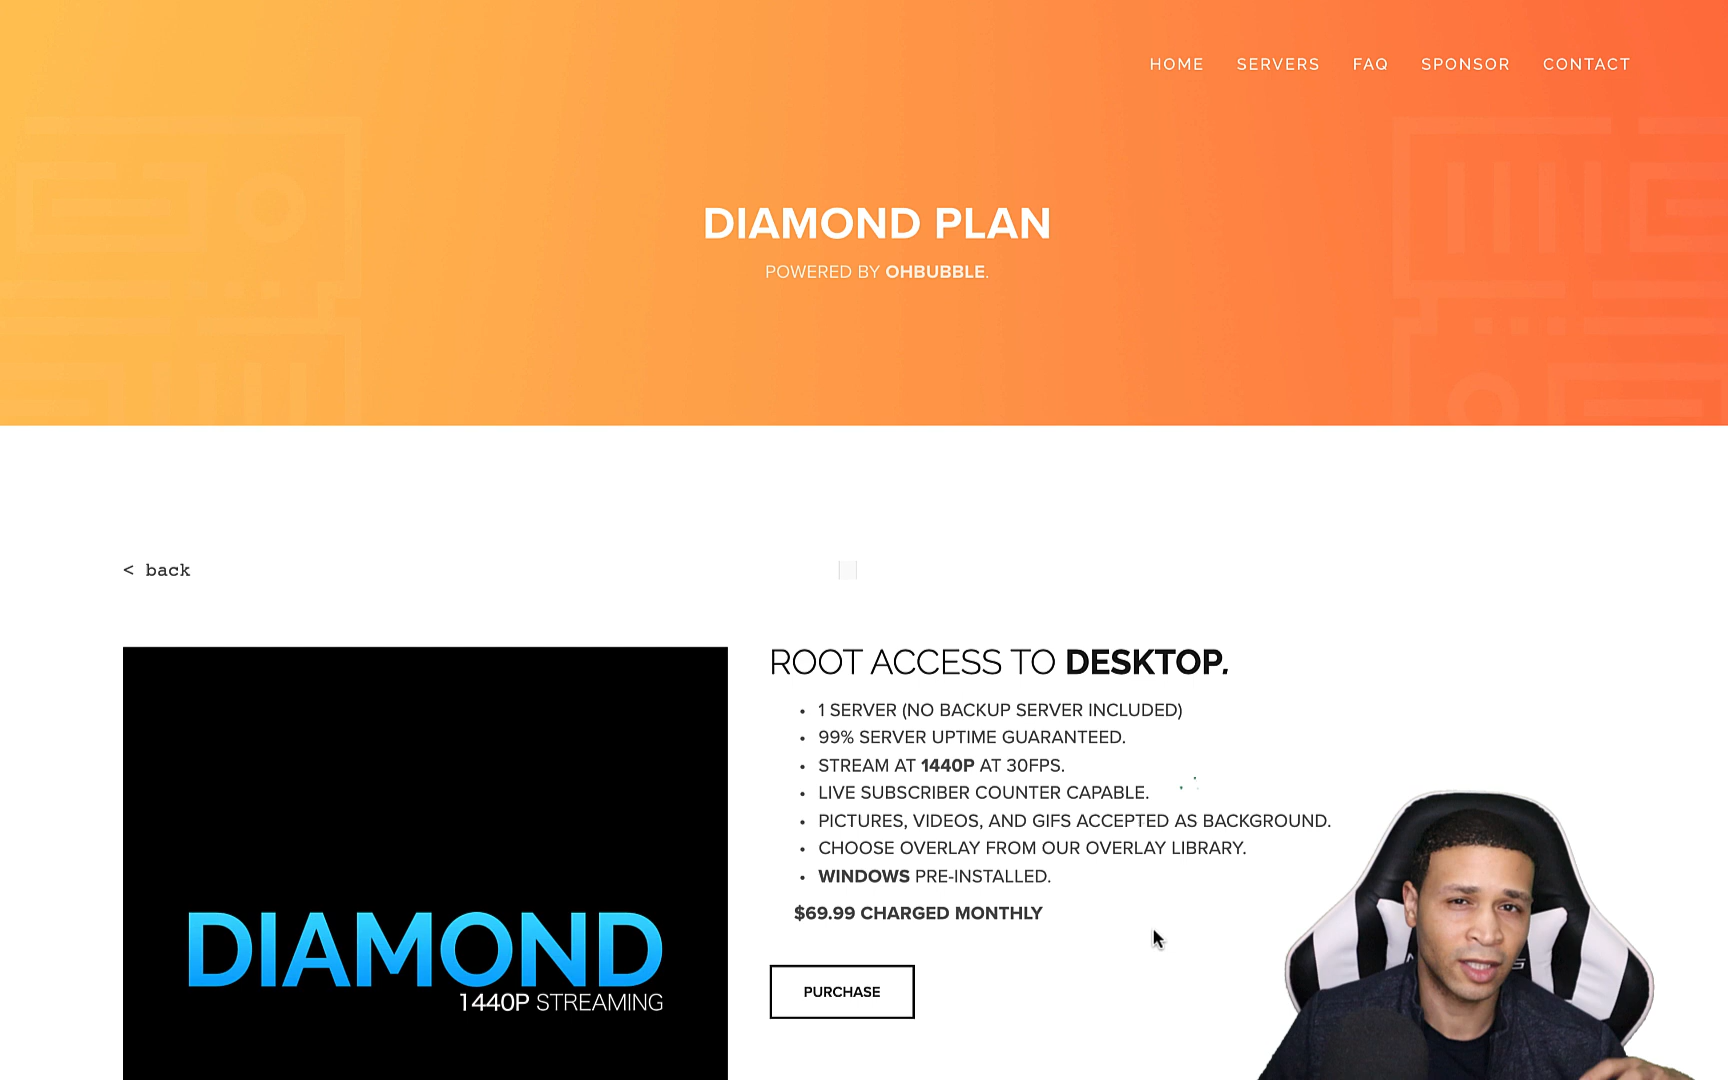 HOME SERVERS FAQ SPONSOR CONTACT
DIAMOND PLAN
POWERED BY OHBUBBLE.
< back
ROOT ACCESS TO DESKTOP.
• 1 SERVER (NO BACKUP SERVER INCLUDED)
• 99% SERVER UPTIME GUARANTEED.
• STREAM AT 1440P AT 30FPS.
• LIVE SUBSCRIBER COUNTER CAPABLE.
• PICTURES, VIDEOS, AND GIFS ACCEPTED AS BACKGROUND.
• CHOOSE OVERLAY FROM OUR OVERLAY LIBRARY.
• WINDOWS PRE-INSTALLED.
$69.99 CHARGED MONTHLY
PURCHASE
DIAMOND
1440P STREAMING